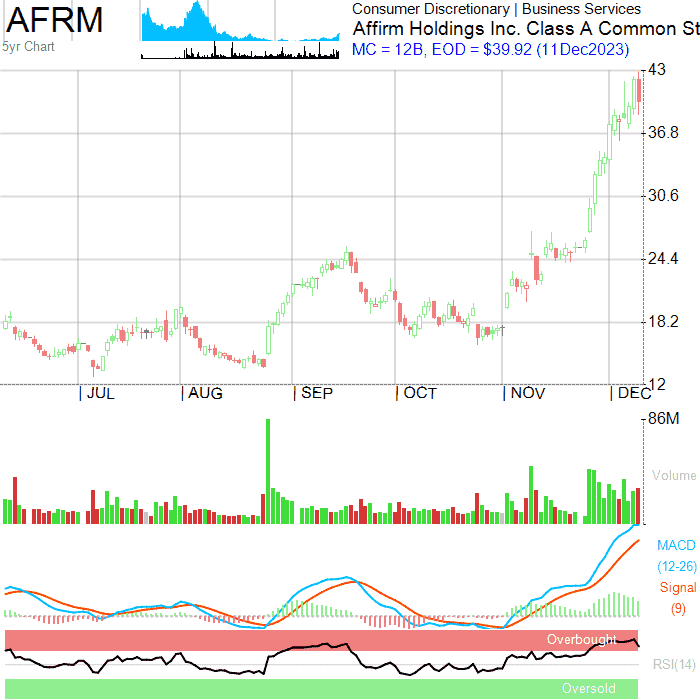 AFRM
5yr Chart
Consumer Discretionary | Business Services
Affirm Holdings Inc. Class A Common St
MC = 12B, EOD = $39.92 (11Dec2023)
43
36.8
30.6
24.4
18.2
12
| JUL | AUG | SEP | OCT | NOV | DEC
86M
Volume
MACD
(12-26)
Signal
(9)
Overbought
RSI(14)
Oversold